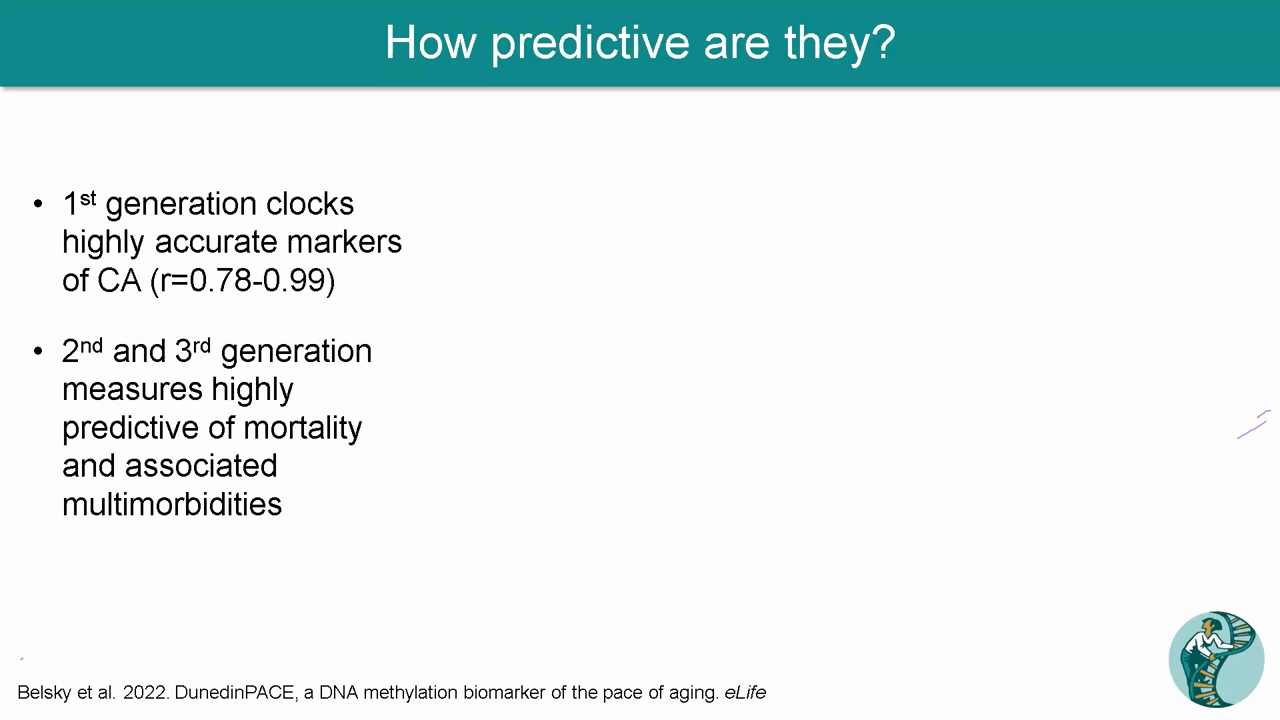 How predictive are they?
• 1st generation clocks
highly accurate markers
of CA (r=0.78-0.99)
• 2nd and 3rd generation
measures highly
predictive of mortality
and associated
multimorbidities
Belsky et al. 2022. DunedinPACE, a DNA methylation biomarker of the pace of aging. eLife